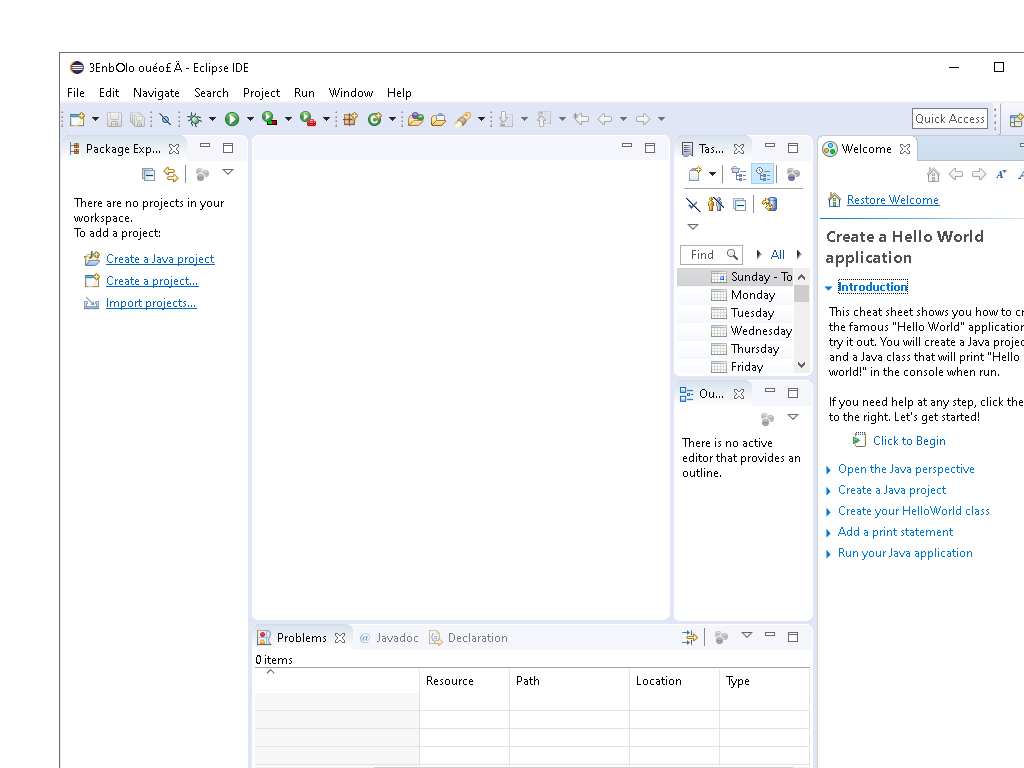 3EnbOlo ouéo£ Ä - Eclipse IDE
File Edit Navigate Search Project Run Window Help
Quick Access
Package Exp...
There are no projects in your
workspace.
To add a project:
Create a Java project
Create a project...
Import projects...
Tas...
Find
All
Sunday - To
Monday
Tuesday
Wednesday
Thursday
Friday
Ou...
There is no active
editor that provides an
outline.
Welcome
Restore Welcome
Create a Hello World
application
Introduction
This cheat sheet shows you how to cr
the famous "Hello World" application
try it out. You will create a Java projec
and a Java class that will print "Hello
world!" in the console when run.
If you need help at any step, click the
to the right. Let's get started!
Click to Begin
Open the Java perspective
Create a Java project
Create your HelloWorld class
Add a print statement
Run your Java application
Problems @ Javadoc Declaration
0 items
Resource Path Location Type